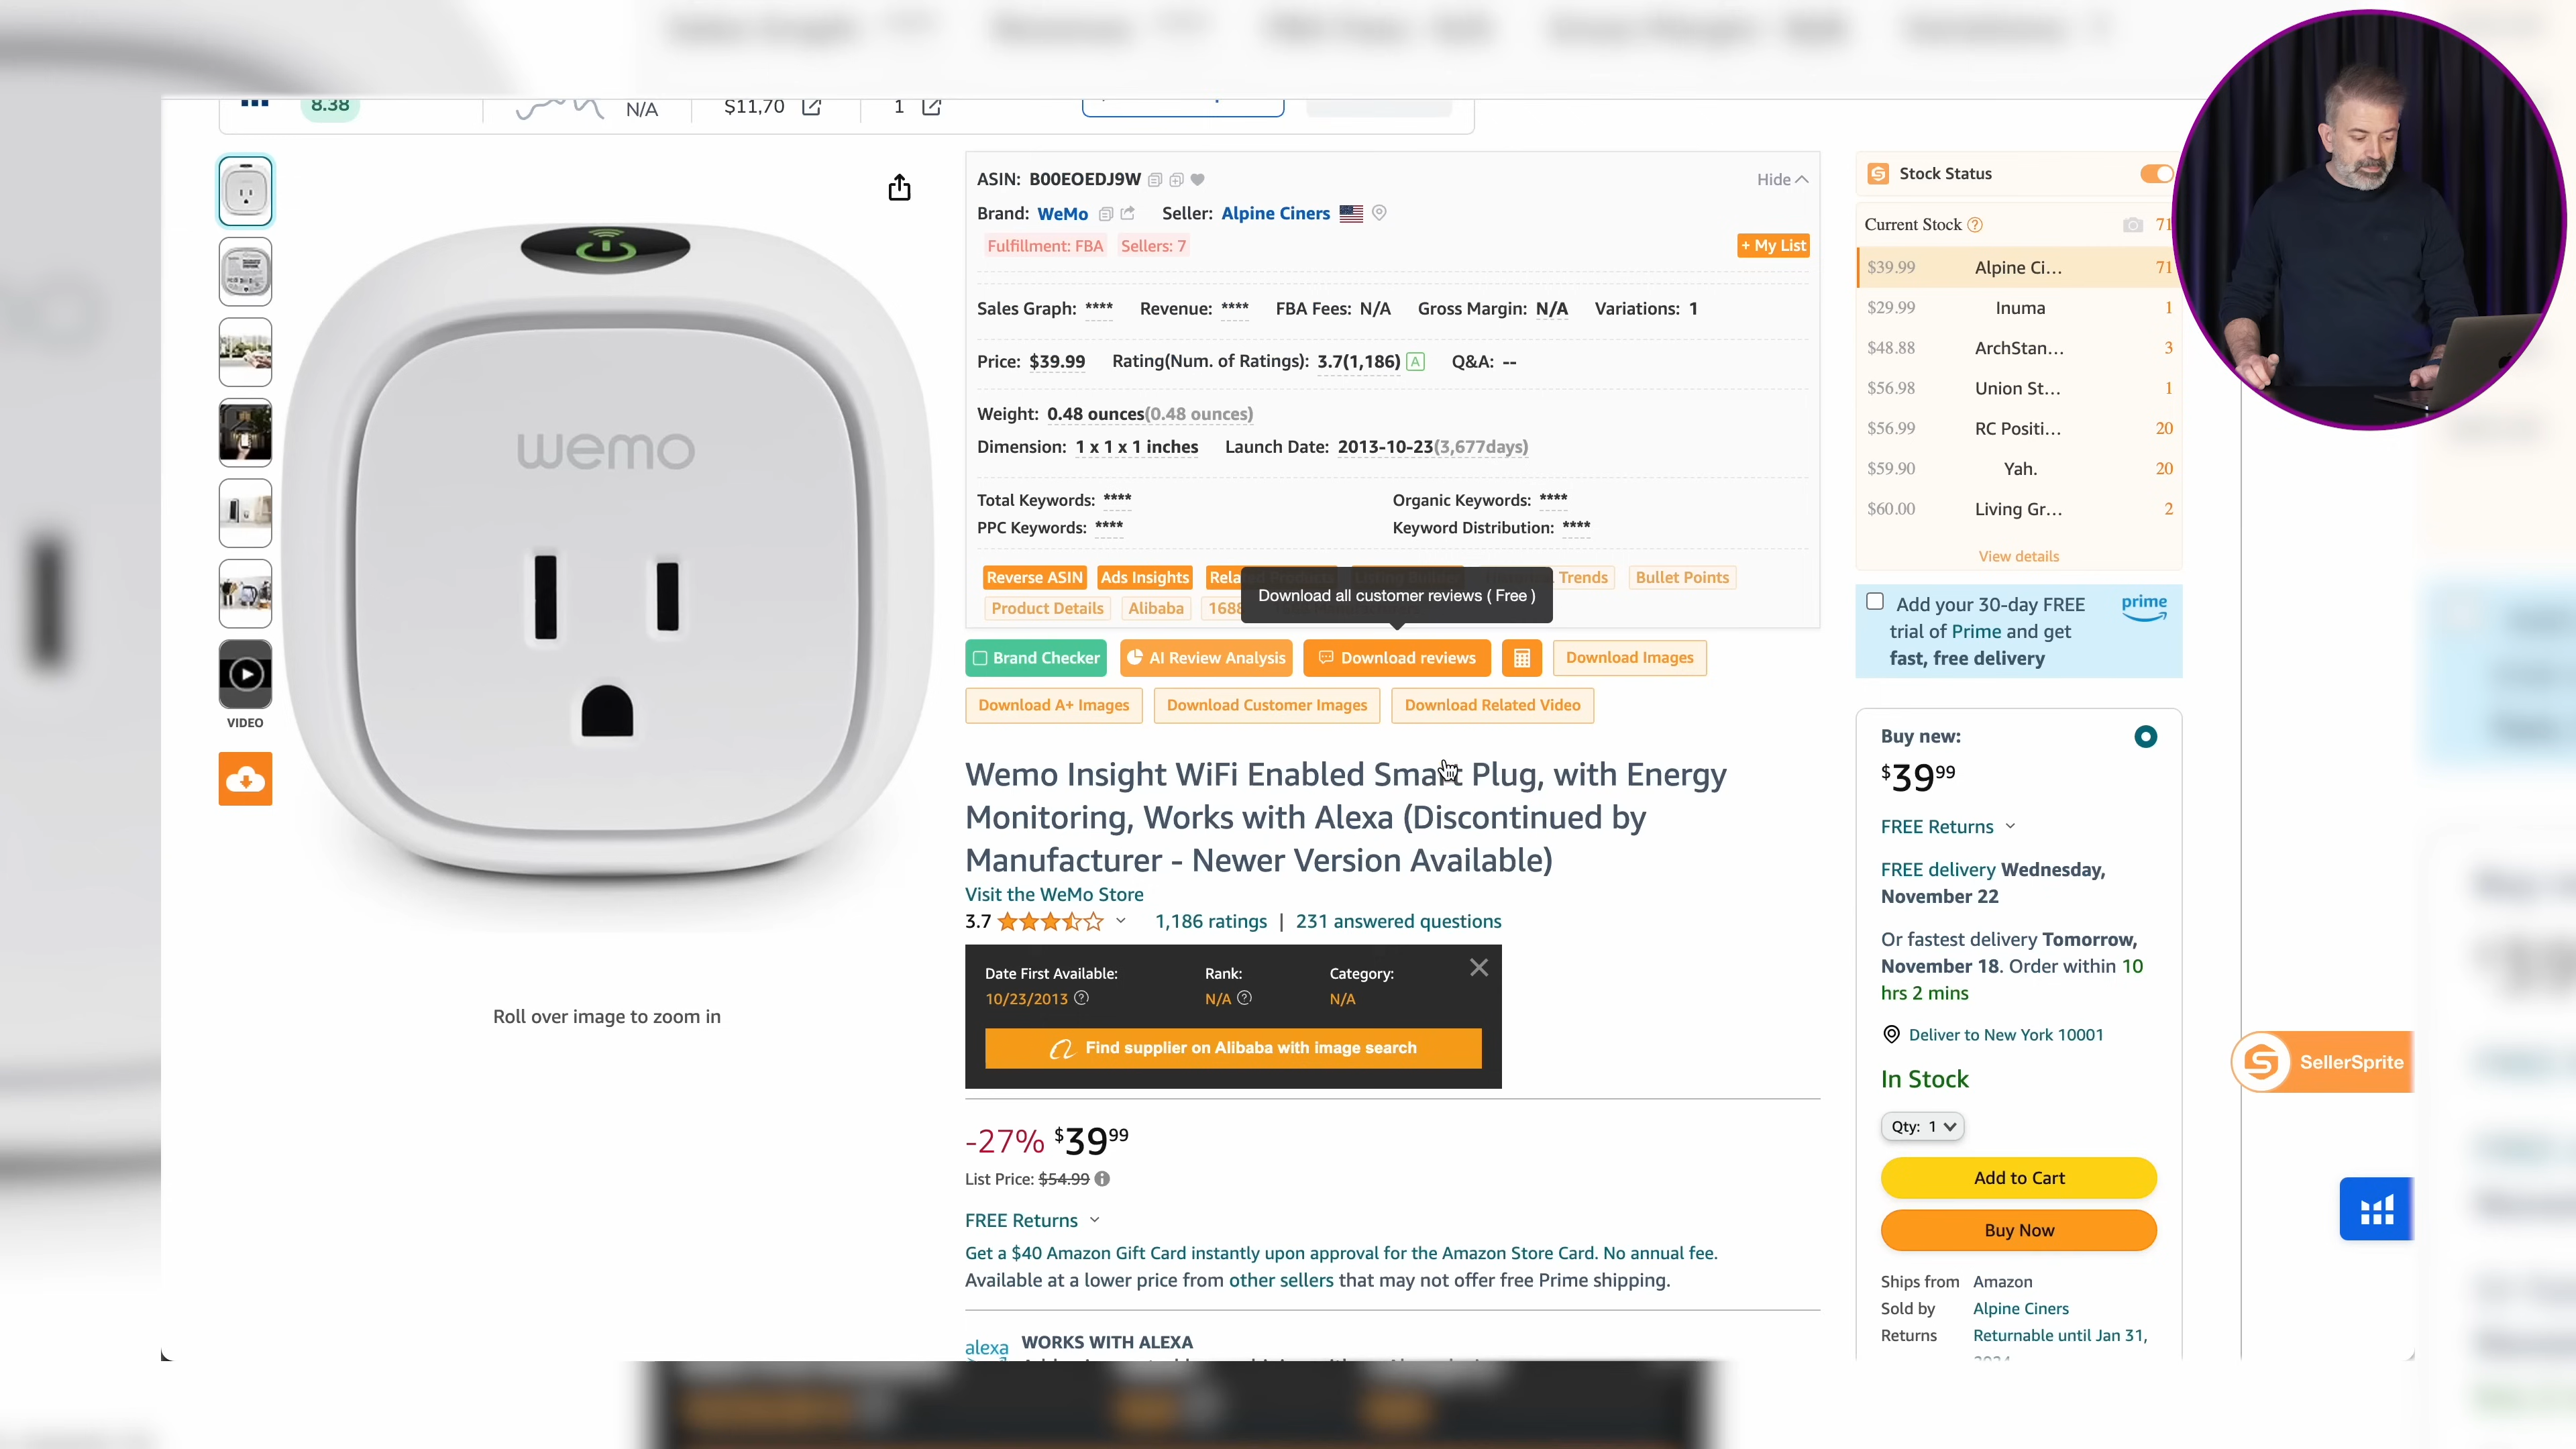 8.38
N/A
$11,70
1
ASIN: B00EOEDJ9W
Hide
Brand: WeMo Seller: Alpine Ciners
Fulfillment: FBA Sellers: 7
+ My List
Sales Graph: **** Revenue: **** FBA Fees: N/A Gross Margin: N/A Variations: 1
Price: $39.99 Rating(Num. of Ratings): 3.7(1,186) A Q&A: --
Weight: 0.48 ounces(0.48 ounces)
Dimension: 1 x 1 x 1 inches Launch Date: 2013-10-23(3,677days)
Total Keywords: **** Organic Keywords: ****
PPC Keywords: **** Keyword Distribution: ****
Reverse ASIN Ads Insights Trends Bullet Points
Product Details Alibaba
Download all customer reviews ( Free )
Brand Checker AI Review Analysis Download reviews Download Images
Download A+ Images Download Customer Images Download Related Video
wemo
VIDEO
Roll over image to zoom in
Wemo Insight WiFi Enabled Smart Plug, with Energy
Monitoring, Works with Alexa (Discontinued by
Manufacturer - Newer Version Available)
Visit the WeMo Store
3.7 1,186 ratings | 231 answered questions
Date First Available: Rank: Category:
10/23/2013 N/A N/A
Find supplier on Alibaba with image search
-27% $39 99
List Price: $54.99
FREE Returns
Get a $40 Amazon Gift Card instantly upon approval for the Amazon Store Card. No annual fee.
Available at a lower price from other sellers that may not offer free Prime shipping.
alexa WORKS WITH ALEXA
Stock Status
Current Stock 71
$39.99 Alpine Ci... 71
$29.99 Inuma 1
$48.88 ArchStan... 3
$56.98 Union St... 1
$56.99 RC Positi... 20
$59.90 Yah. 20
$60.00 Living Gr... 2
View details
Add your 30-day FREE
trial of Prime and get
fast, free delivery
prime
Buy new:
$39 99
FREE Returns
FREE delivery Wednesday,
November 22
Or fastest delivery Tomorrow,
November 18. Order within 10
hrs 2 mins
Deliver to New York 10001
In Stock
Qty: 1
Add to Cart
Buy Now
Ships from Amazon
Sold by Alpine Ciners
Returns Returnable until Jan 31,
SellerSprite